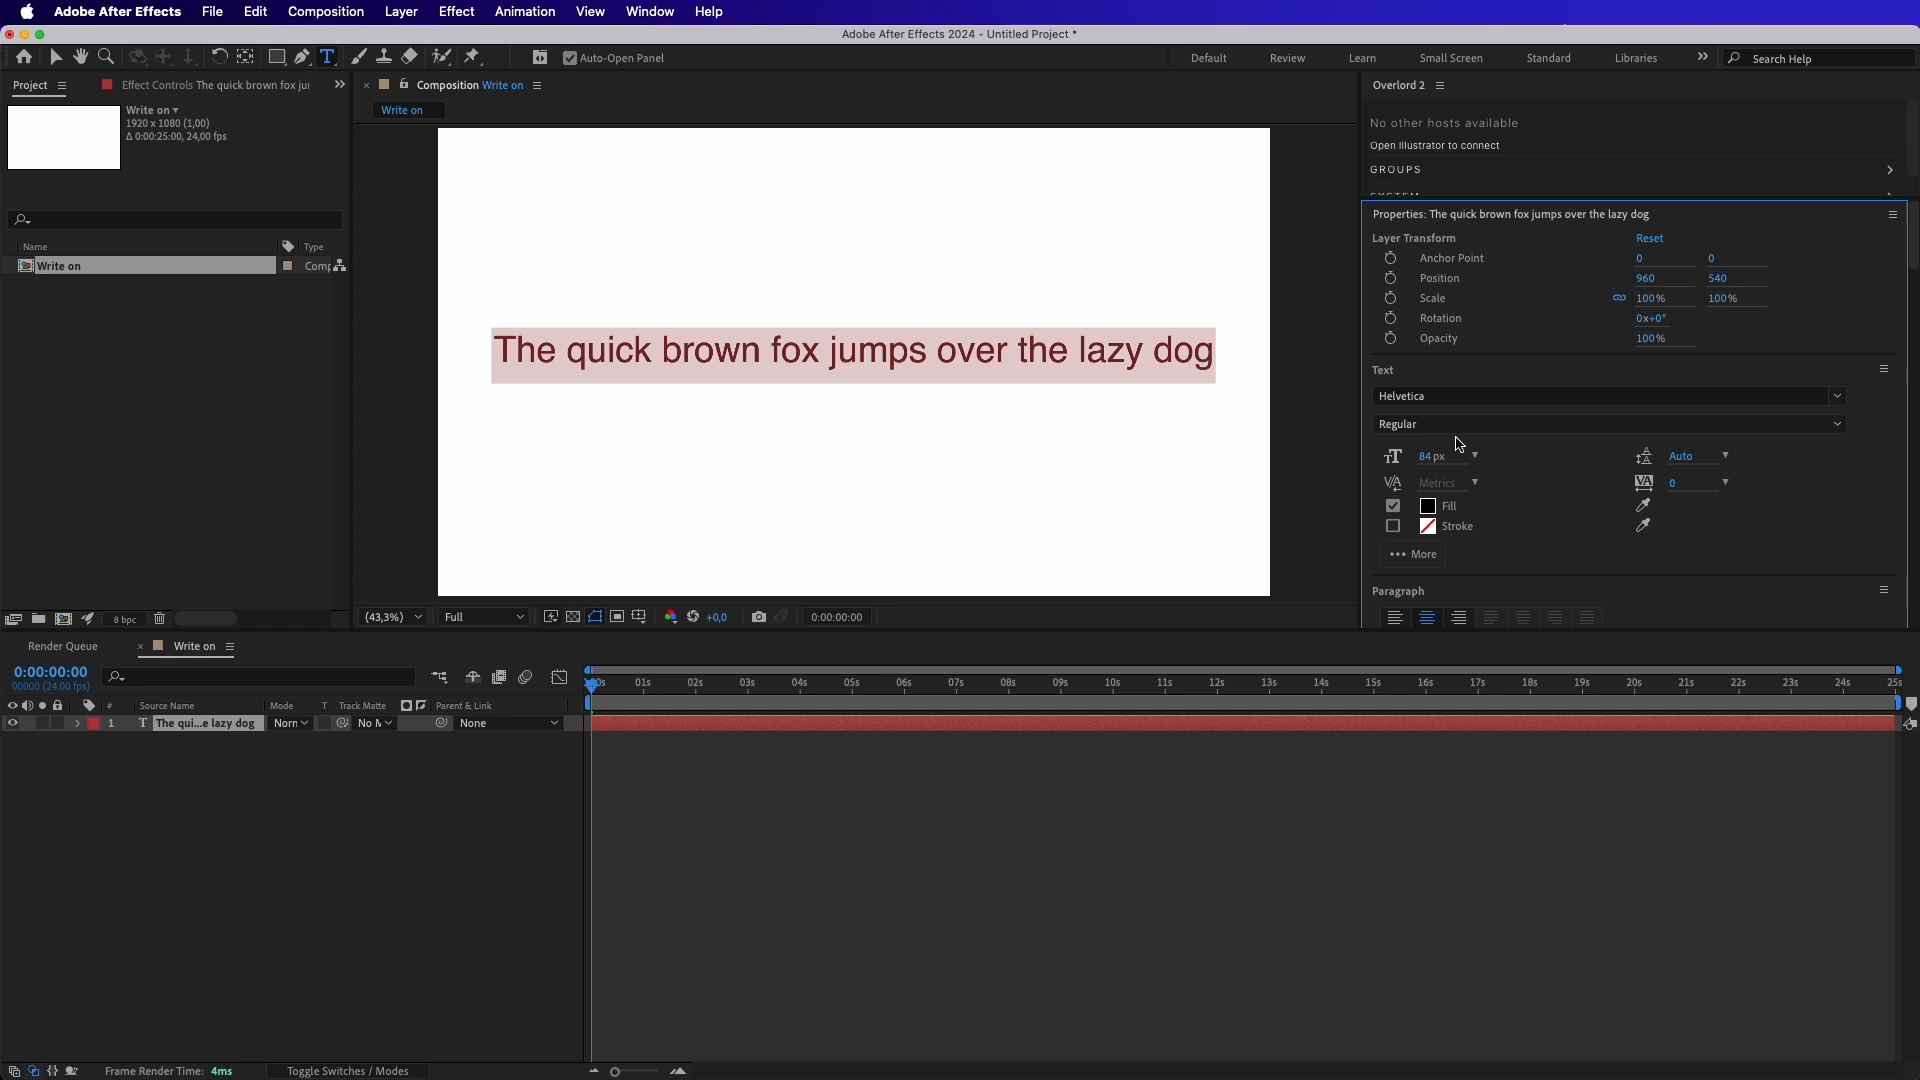 Adobe After Effects File Edit Composition Layer Effect Animation View Window Help
Adobe After Effects 2024 - Untitled Project *
Auto-Open Panel
Default Review Learn Small Screen Standard Libraries
Search Help
Project
Effect Controls The quick brown fox ju
Write on
1920 x 1080 (1,00)
Δ 0:00:25:00, 24,00 fps
Name Type
Write on Comp
8 bpc
Composition Write on
Write on
The quick brown fox jumps over the lazy dog
(43,3%) Full +0,0 0:00:00:00
Overlord 2
No other hosts available
Open Illustrator to connect
GROUPS
SYSTEM
Properties: The quick brown fox jumps over the lazy dog
Layer Transform Reset
Anchor Point 0 0
Position 960 540
Scale 100% 100%
Rotation 0x+0°
Opacity 100%
Text
Helvetica
Regular
84 px Auto
Metrics 0
Fill
Stroke
More
Paragraph
Render Queue Write on
0:00:00:00
00000 (24.00 fps)
# Source Name Mode T Track Matte Parent & Link
1 T The qui...e lazy dog Norn No M None
01s 02s 03s 04s 05s 06s 07s 08s 09s 10s 11s 12s 13s 14s 15s 16s 17s 18s 19s 20s 21s 22s 23s 24s 25s
Frame Render Time: 4ms Toggle Switches / Modes